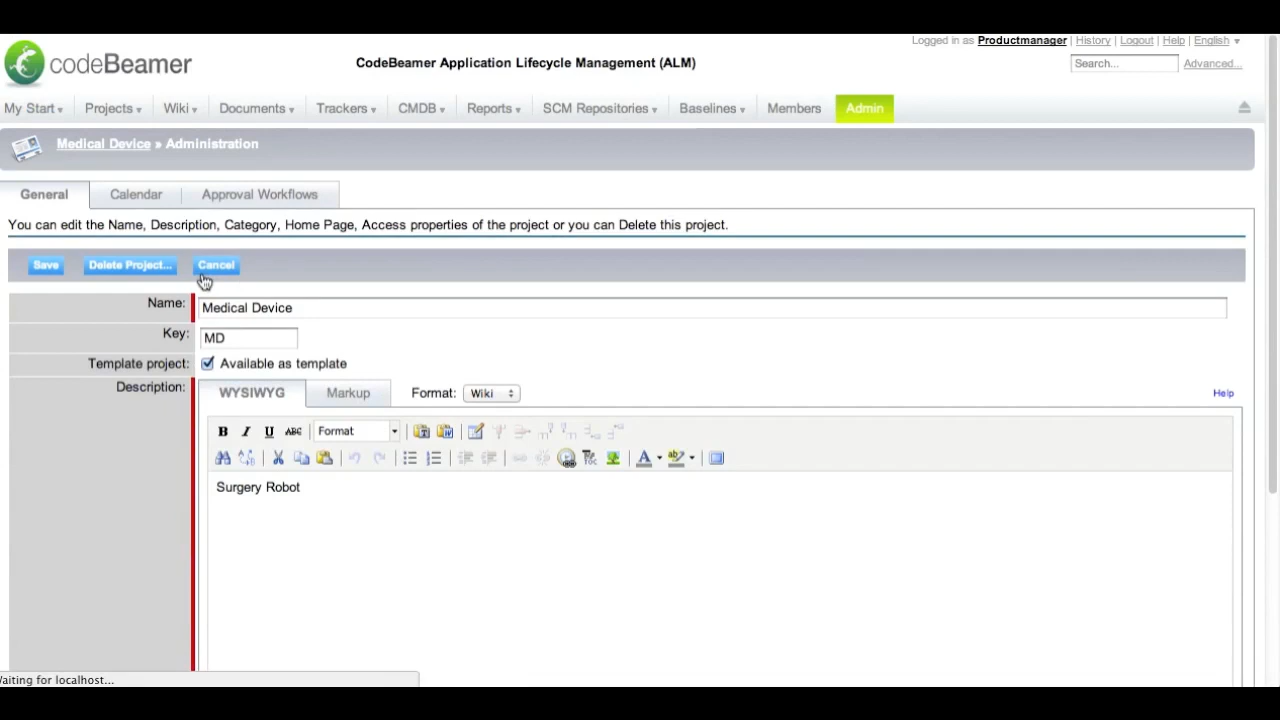 Logged in as Productmanager | History | Logout | Help | English
codeBeamer
CodeBeamer Application Lifecycle Management (ALM)
Search...
Advanced...
My Start
Projects
Wiki
Documents
Trackers
CMDB
Reports
SCM Repositories
Baselines
Members
Admin
Medical Device » Administration
General
Calendar
Approval Workflows
You can edit the Name, Description, Category, Home Page, Access properties of the project or you can Delete this project.
Save
Delete Project...
Cancel
Name:
Medical Device
Key:
MD
Template project:
Available as template
Description:
WYSIWYG
Markup
Format:
Wiki
Help
B I U ABC
Format
Surgery Robot
aiting for localhost...